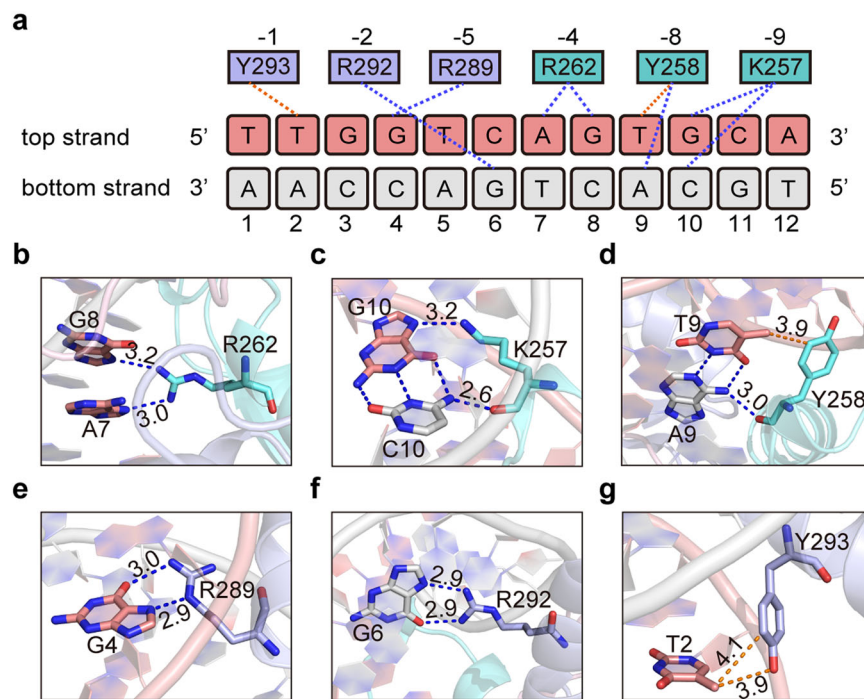 a
-1 -2 -5 -4 -8 -9
Y293 R292 R289 R262 Y258 K257
top strand 5’ T T G G T C A G T G C A 3’
bottom strand 3’ A A C C A G T C A C G T 5’
1 2 3 4 5 6 7 8 9 10 11 12
b
G8
3.2
R262
3.0
A7
c
G10
3.2
K257
2.6
C10
d
T9
3.9
3.0
Y258
A9
e
3.0
R289
2.9
G4
f
2.9
R292
2.9
G6
g
Y293
T2
4.1
3.9